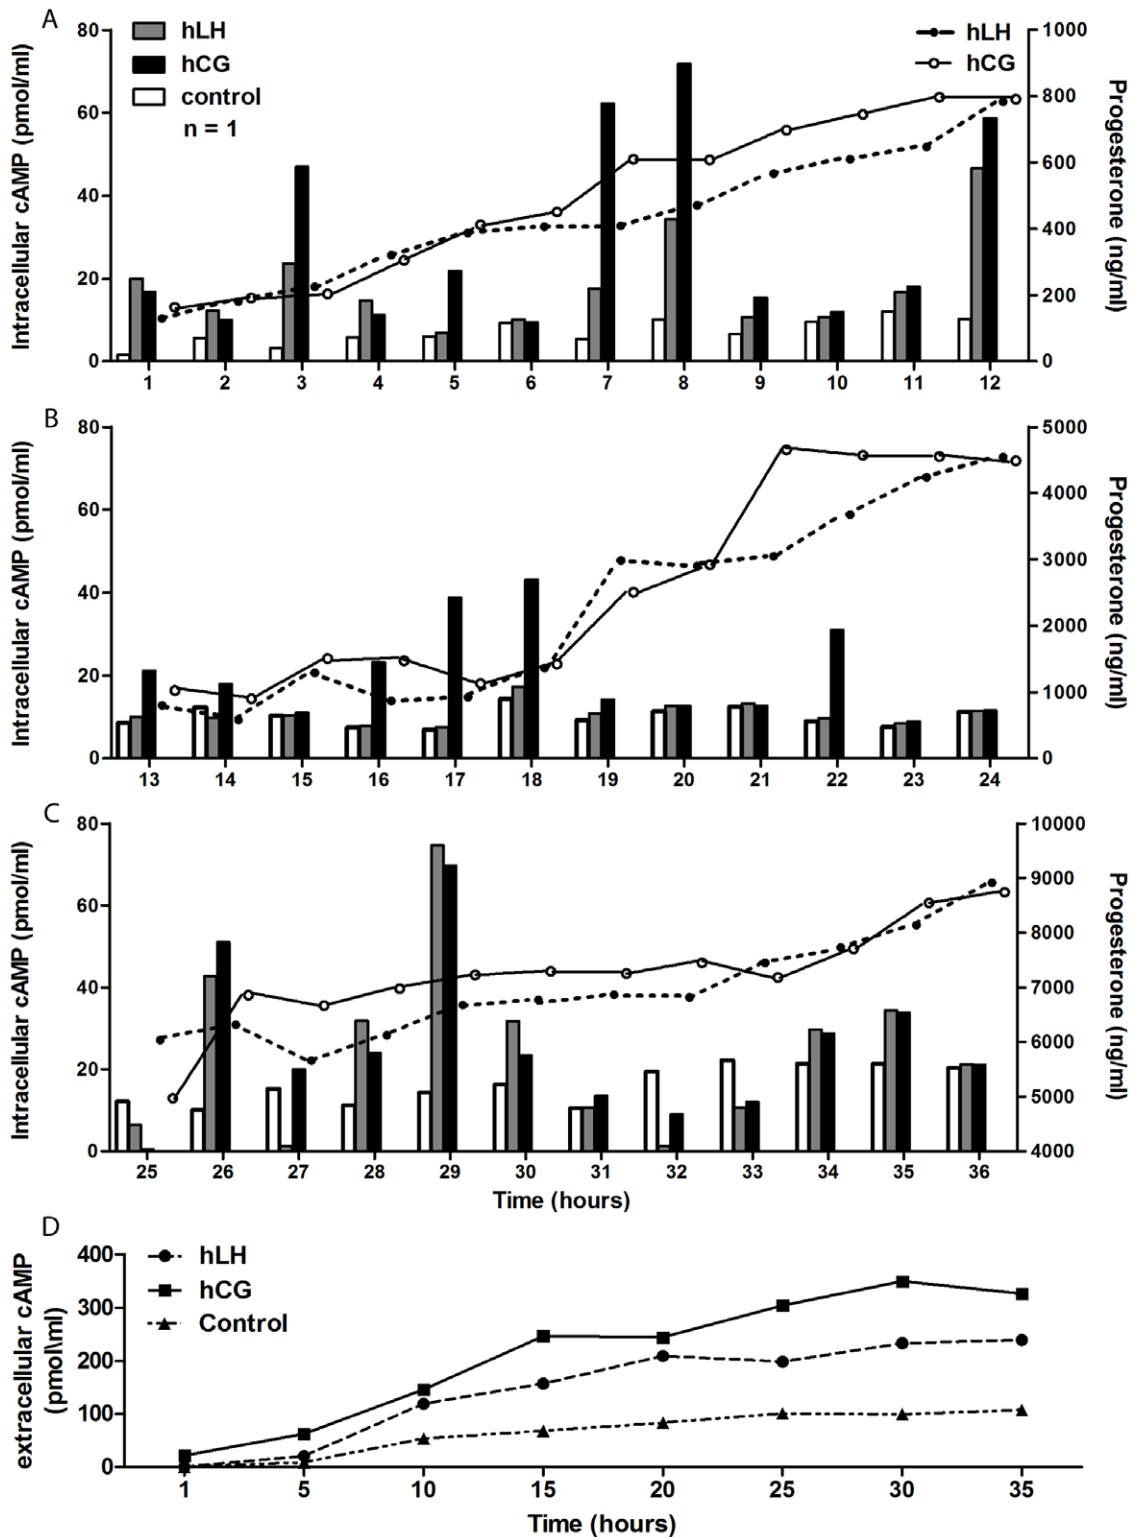 A
hLH
hCG
control
n = 1
hLH
hCG
Intracellular cAMP (pmol/ml)
80
60
40
20
0
Progesterone (ng/ml)
1000
800
600
400
200
0
1 2 3 4 5 6 7 8 9 10 11 12
B
Intracellular cAMP (pmol/ml)
80
60
40
20
0
Progesterone (ng/ml)
5000
4000
3000
2000
1000
0
13 14 15 16 17 18 19 20 21 22 23 24
C
Intracellular cAMP (pmol/ml)
80
60
40
20
0
Progesterone (ng/ml)
10000
9000
8000
7000
6000
5000
4000
25 26 27 28 29 30 31 32 33 34 35 36
Time (hours)
D
hLH
hCG
Control
extracellular cAMP
(pmol\ml)
400
300
200
100
0
1 5 10 15 20 25 30 35
Time (hours)